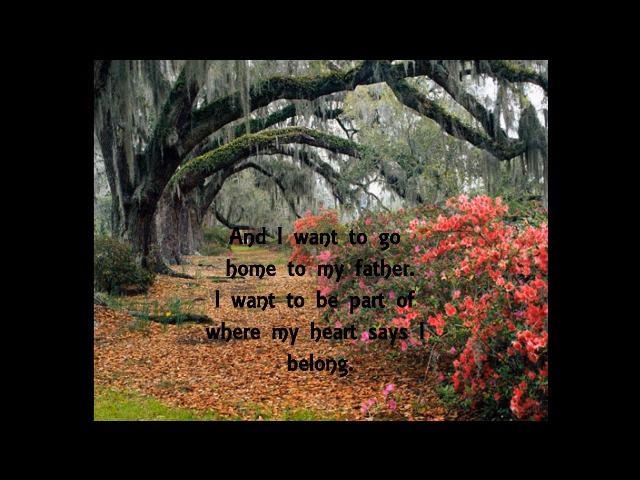 And I want to go
home to my father.
I want to be part of
where my heart says I
belong.